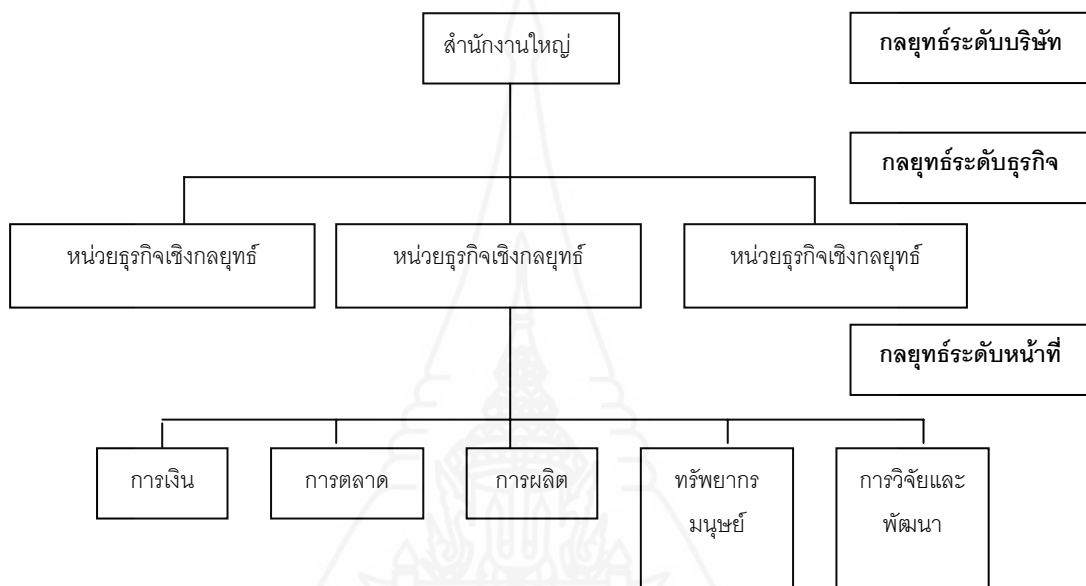 สำนักงานใหญ่
กลยุทธ์ระดับบริษัท
กลยุทธ์ระดับธุรกิจ
หน่วยธุรกิจเชิงกลยุทธ์
หน่วยธุรกิจเชิงกลยุทธ์
หน่วยธุรกิจเชิงกลยุทธ์
กลยุทธ์ระดับหน้าที่
การเงิน
การตลาด
การผลิต
ทรัพยากร
มนุษย์
การวิจัยและ
พัฒนา